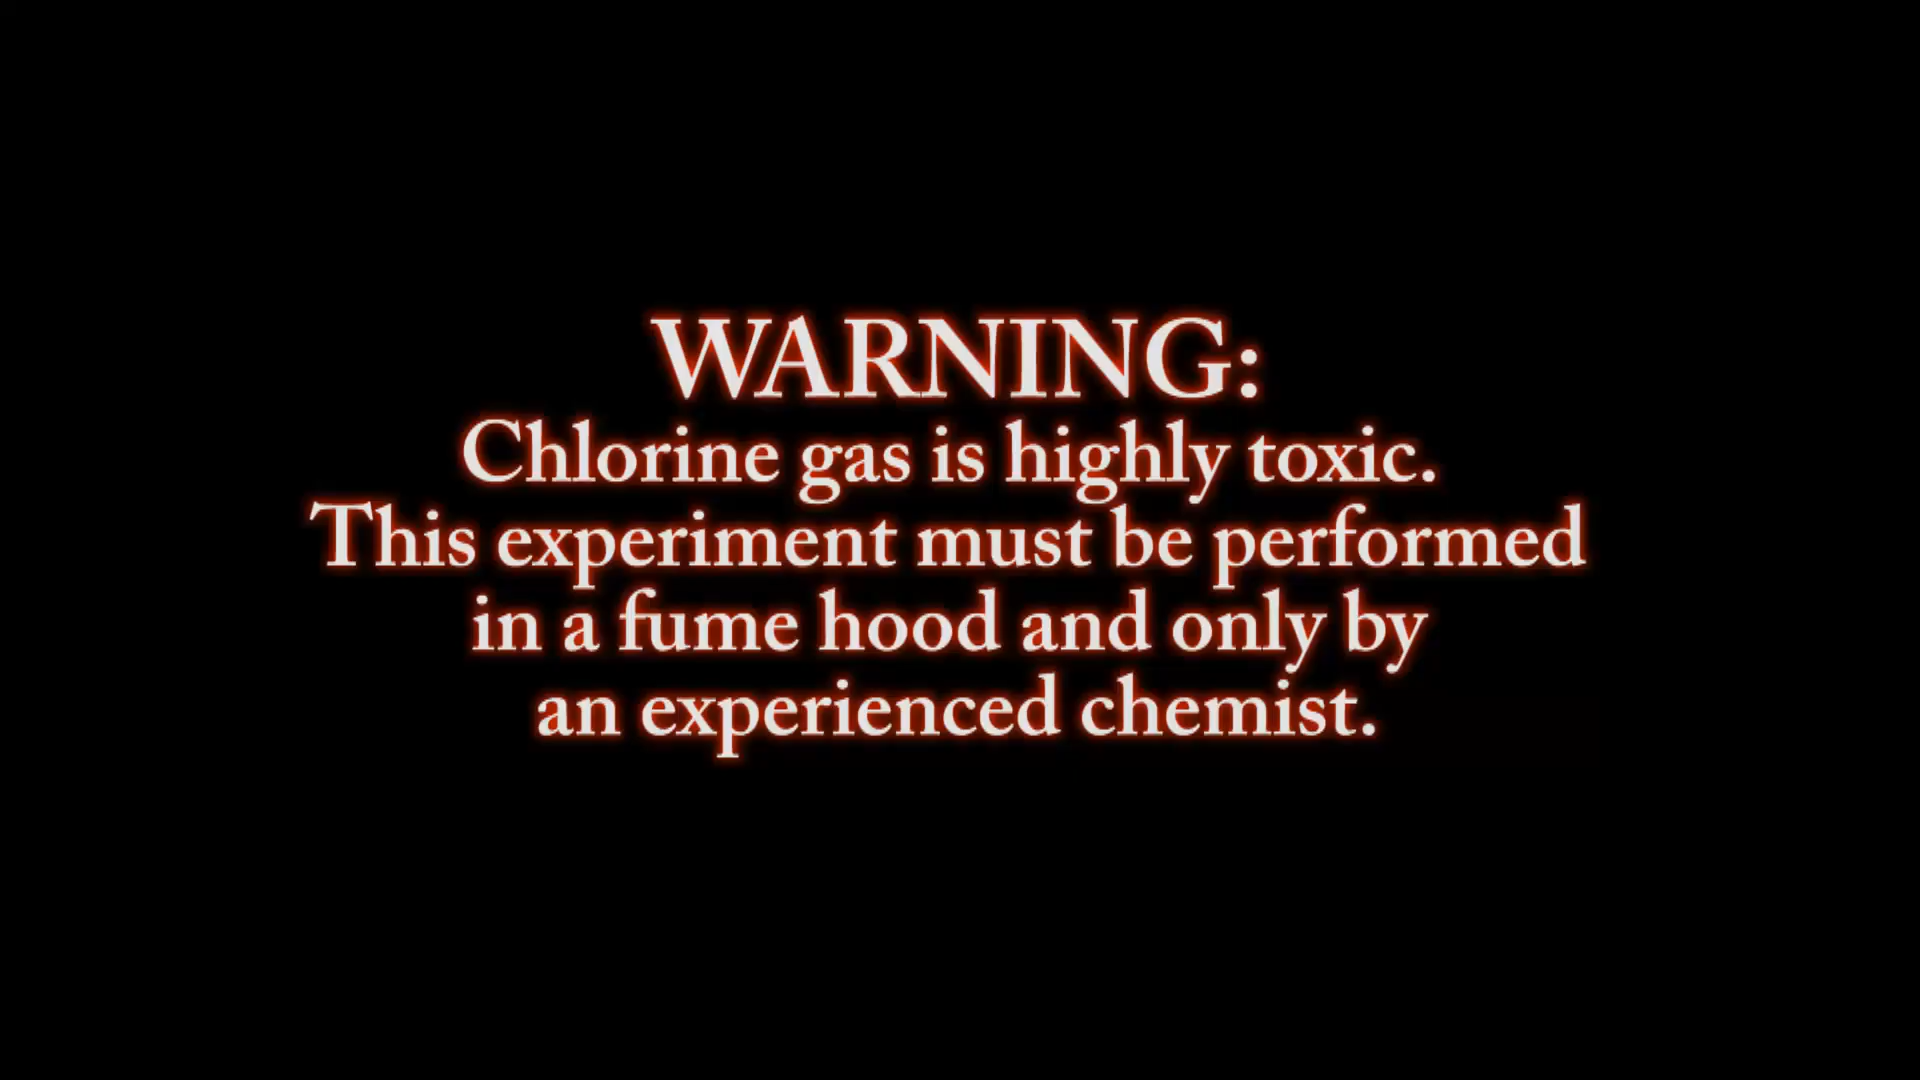 WARNING:
Chlorine gas is highly toxic.
This experiment must be performed
in a fume hood and only by
an experienced chemist.